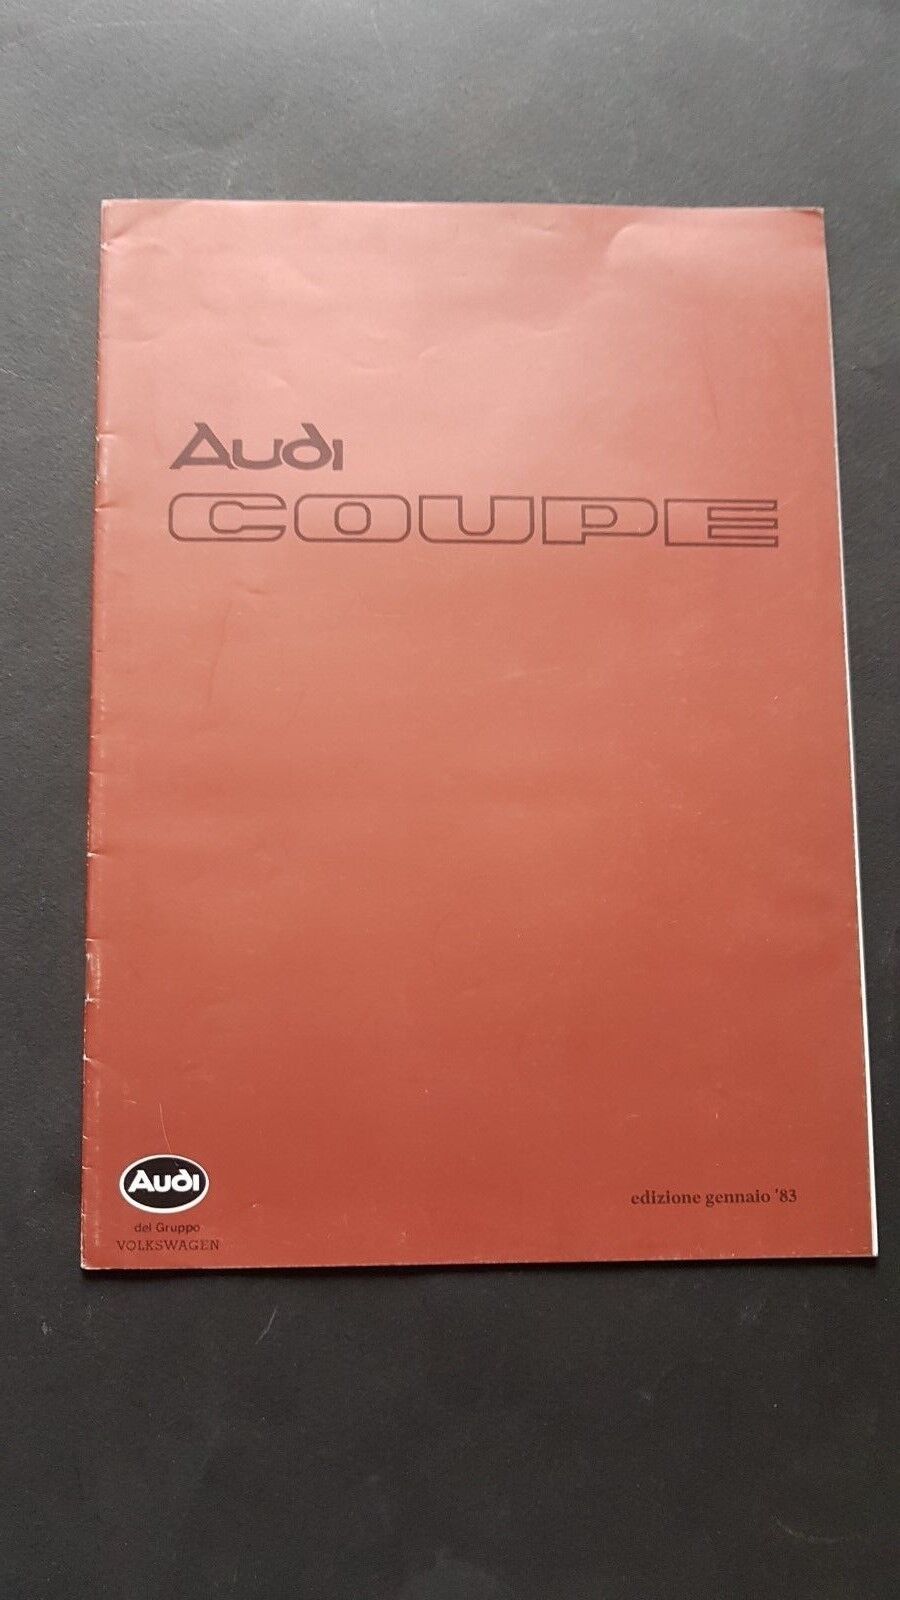 Audi
COUPE
Audi
del Gruppo
VOLKSWAGEN
edizione gennaio '83